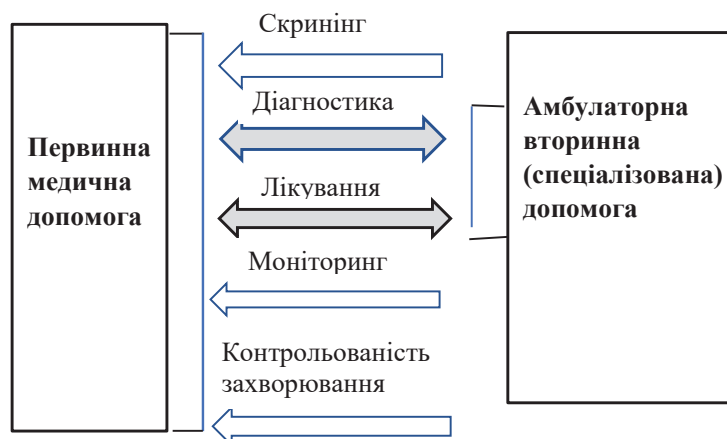 Скринінг
Діагностика
Лікування
Моніторинг
Контрольованість
захворювання
Первинна
медична
допомога
Амбулаторна
вторинна
(спеціалізована)
допомога